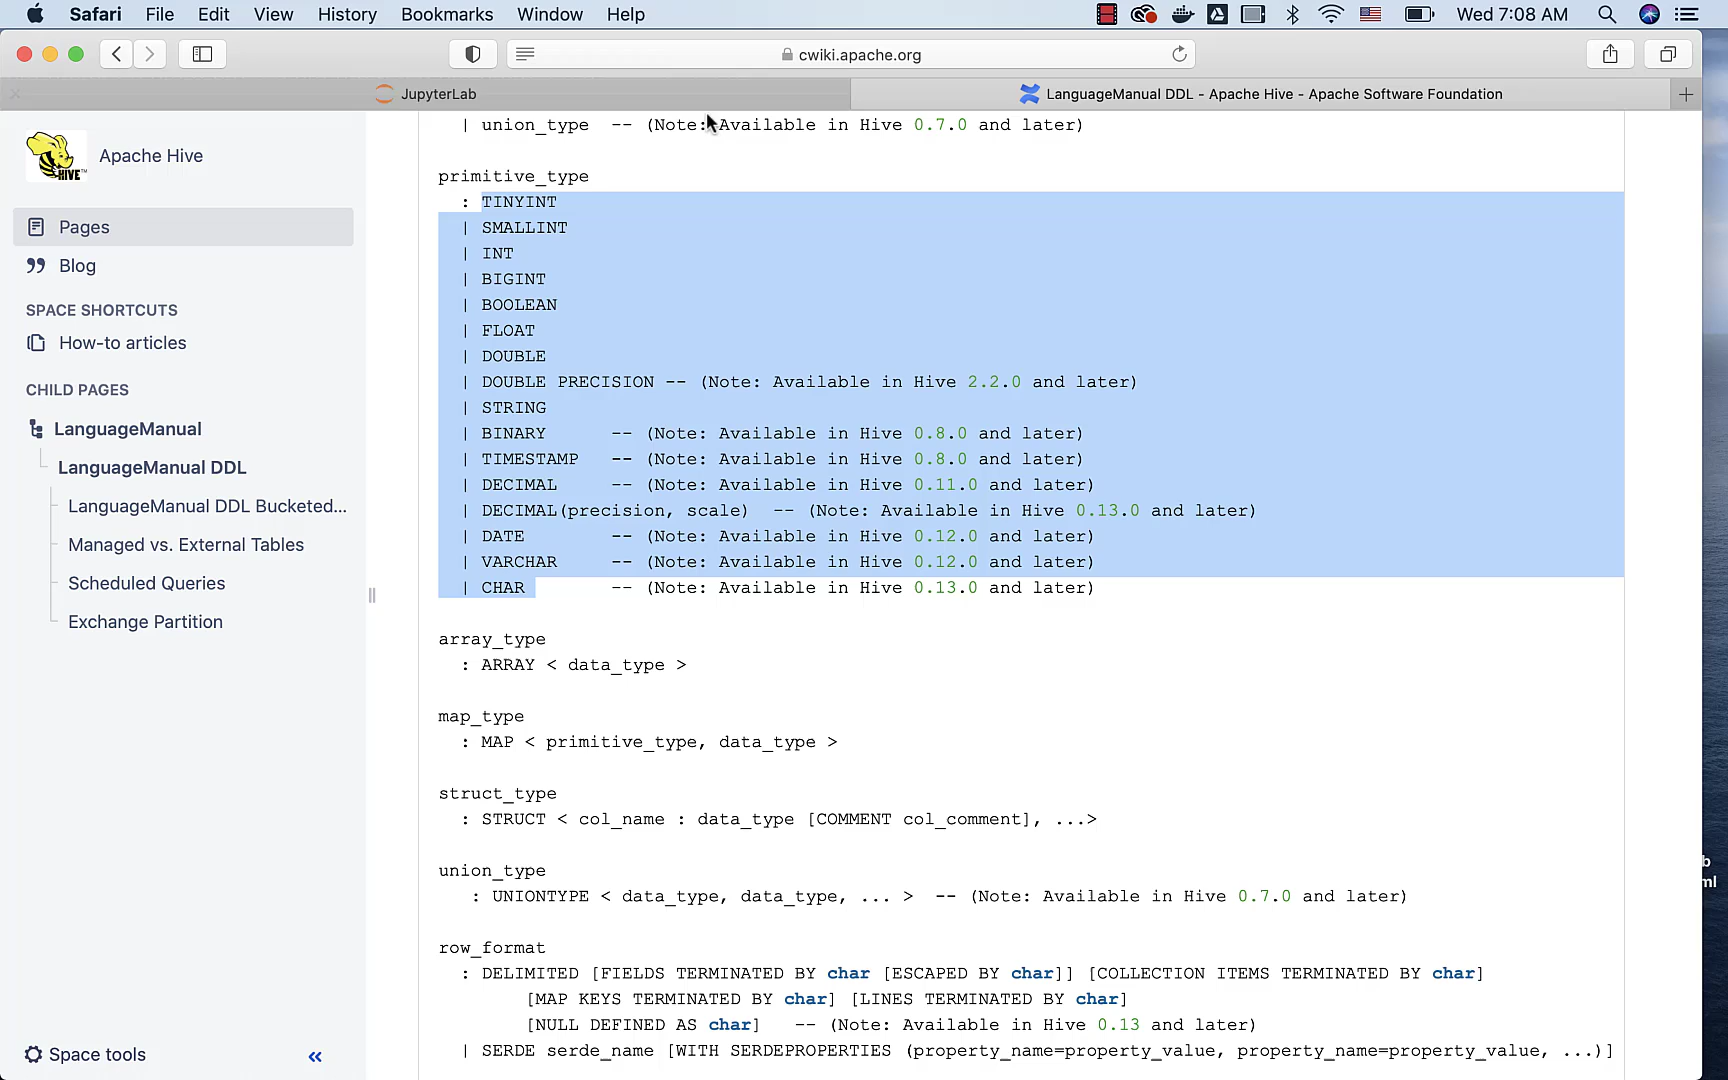 Safari File Edit View History Bookmarks Window Help Wed 7:08 AM
cwiki.apache.org
JupyterLab
LanguageManual DDL - Apache Hive - Apache Software Foundation
HIVE
Apache Hive
Pages
Blog
SPACE SHORTCUTS
How-to articles
CHILD PAGES
LanguageManual
LanguageManual DDL
LanguageManual DDL Bucketed...
Managed vs. External Tables
Scheduled Queries
Exchange Partition
Space tools
| union_type -- (Note: Available in Hive 0.7.0 and later)
primitive_type
: TINYINT
| SMALLINT
| INT
| BIGINT
| BOOLEAN
| FLOAT
| DOUBLE
| DOUBLE PRECISION -- (Note: Available in Hive 2.2.0 and later)
| STRING
| BINARY -- (Note: Available in Hive 0.8.0 and later)
| TIMESTAMP -- (Note: Available in Hive 0.8.0 and later)
| DECIMAL -- (Note: Available in Hive 0.11.0 and later)
| DECIMAL(precision, scale) -- (Note: Available in Hive 0.13.0 and later)
| DATE -- (Note: Available in Hive 0.12.0 and later)
| VARCHAR -- (Note: Available in Hive 0.12.0 and later)
| CHAR -- (Note: Available in Hive 0.13.0 and later)
array_type
: ARRAY < data_type >
map_type
: MAP < primitive_type, data_type >
struct_type
: STRUCT < col_name : data_type [COMMENT col_comment], ...>
union_type
: UNIONTYPE < data_type, data_type, ... > -- (Note: Available in Hive 0.7.0 and later)
row_format
: DELIMITED [FIELDS TERMINATED BY char [ESCAPED BY char]] [COLLECTION ITEMS TERMINATED BY char]
[MAP KEYS TERMINATED BY char] [LINES TERMINATED BY char]
[NULL DEFINED AS char] -- (Note: Available in Hive 0.13 and later)
| SERDE serde_name [WITH SERDEPROPERTIES (property_name=property_value, property_name=property_value, ...)]